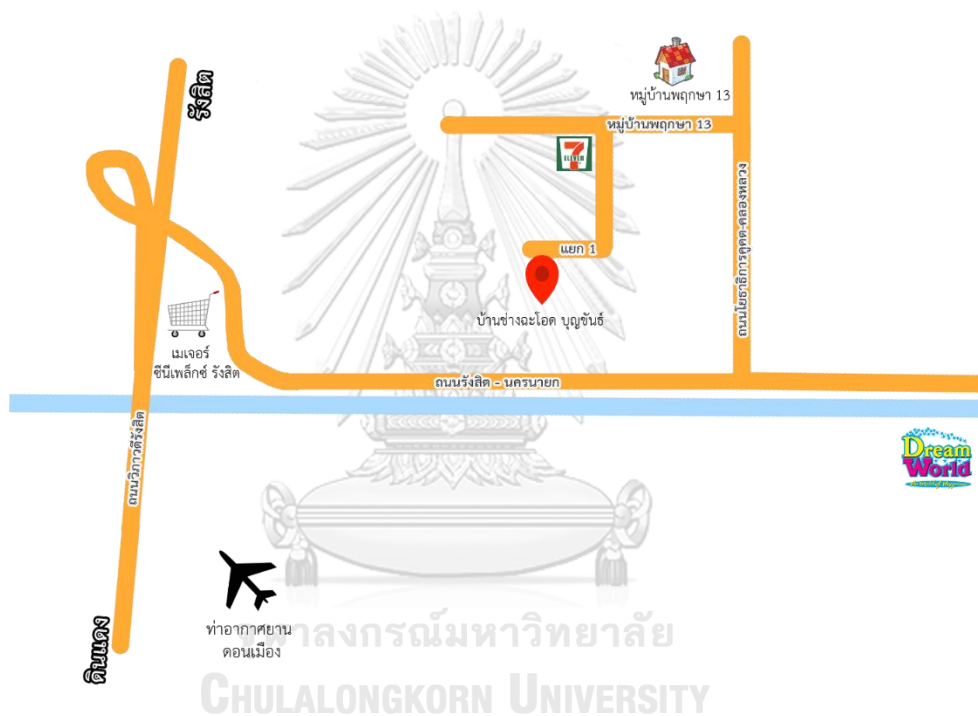 รังสิต
หมู่บ้านพฤกษา 13
หมู่บ้านพฤกษา 13
7
ELEVEN
แยก 1
บ้านช่างฉะโอด บุญขันธ์
ถนนโยธาธิการคูคต-คลองหลวง
เมเจอร์
ซีนีเพล็กซ์ รังสิต
ถนนรังสิต - นครนายก
ถนนวิภาวดีรังสิต
Dream
World
ดินแดง
ท่าอากาศยาน
ดอนเมือง
จุฬาลงกรณ์มหาวิทยาลัย
CHULALONGKORN UNIVERSITY